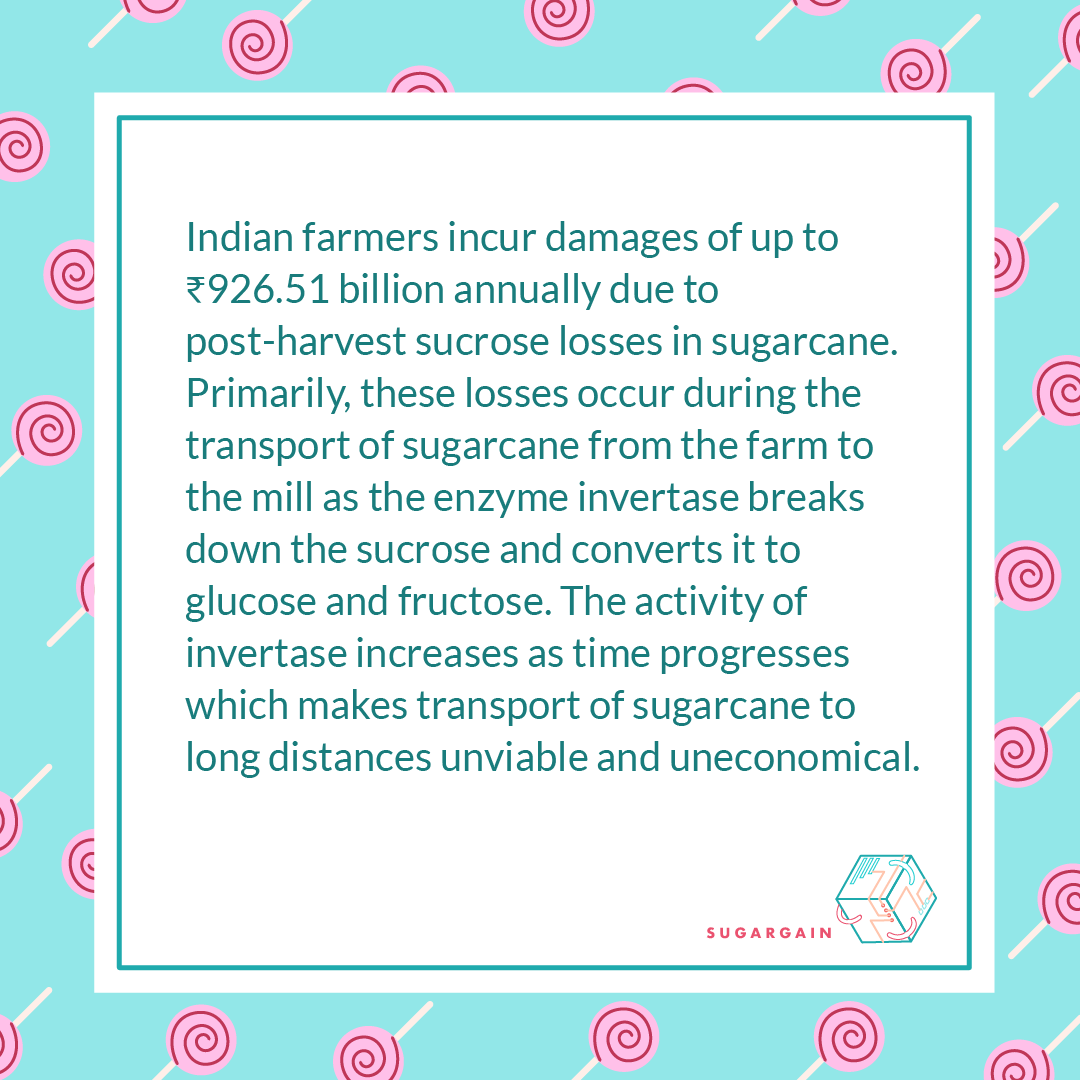 Indian farmers incur damages of up to
₹926.51 billion annually due to
post-harvest sucrose losses in sugarcane.
Primarily, these losses occur during the
transport of sugarcane from the farm to
the mill as the enzyme invertase breaks
down the sucrose and converts it to
glucose and fructose. The activity of
invertase increases as time progresses
which makes transport of sugarcane to
long distances unviable and uneconomical.
SUGARGAIN